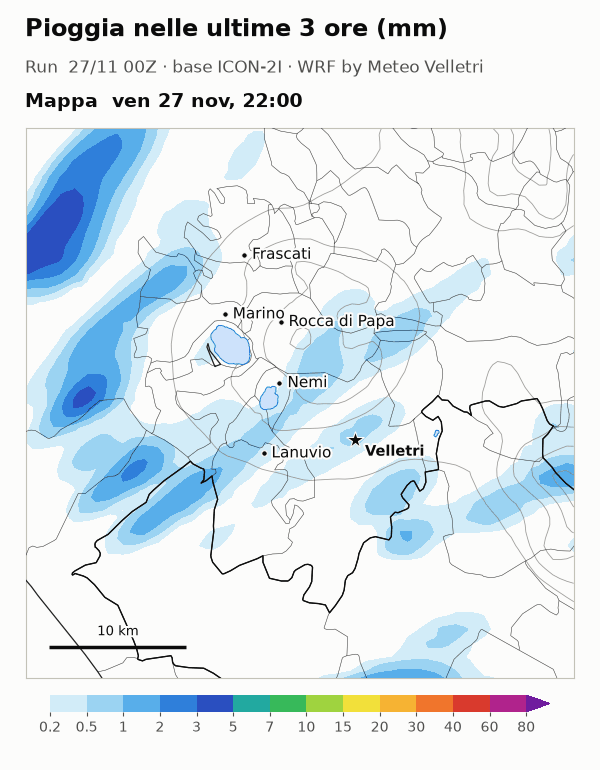 Pioggia nelle ultime 3 ore (mm)
Run  27/11 00Z · base ICON-2I · WRF by Meteo Velletri
Mappa  ven 27 nov, 22:00
Frascati
Marino
Rocca di Papa
Nemi
Velletri
Lanuvio
10 km
0.2 0.5 1 2 3 5 7 10 15 20 30 40 60 80